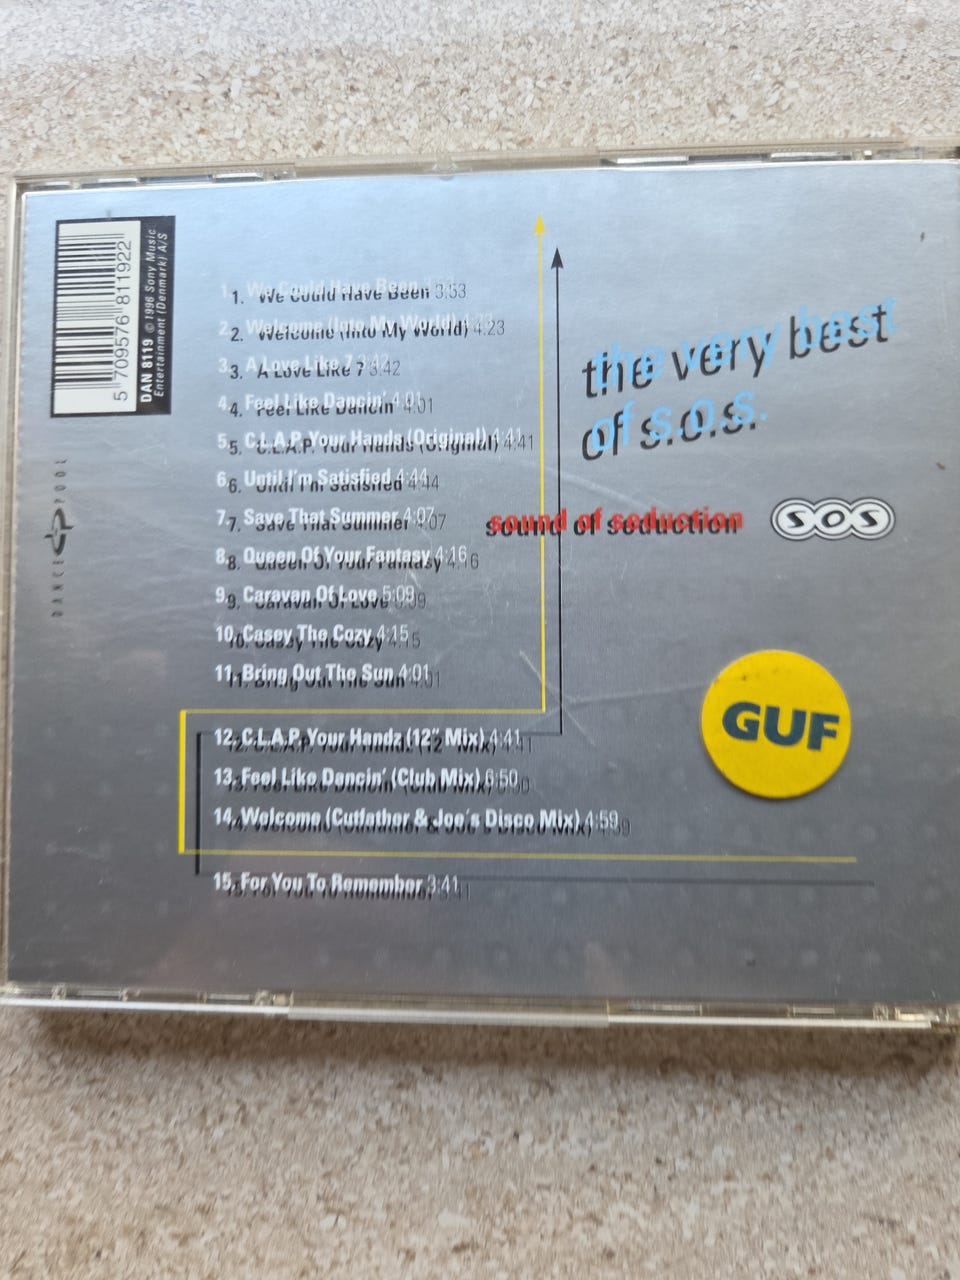 1. We Could Have Been 3:53
2. Welcome (Into My World) 4:23
3. A Love Like 7 3:42
4. Feel Like Dancin' 4:01
5. C.L.A.P. Your Hands (Original) 4:41
6. Until I'm Satisfied 4:44
7. Save That Summer 4:07
8. Queen Of Your Fantasy 4:16
9. Caravan Of Love 5:09
10. Casey The Cozy 4:15
11. Bring Out The Sun 4:01
12. C.L.A.P. Your Handz (12" Mix) 4:41
13. Feel Like Dancin' (Club Mix) 6:50
14. Welcome (Cutfather & Joe's Disco Mix) 4:59
15. For You To Remember 3:41
the very best
of s.o.s.
sound of seduction
SOS
GUF
5 709576 811922
DAN 8119 © 1996 Sony Music
Entertainment (Denmark) A/S
DANCE POOL